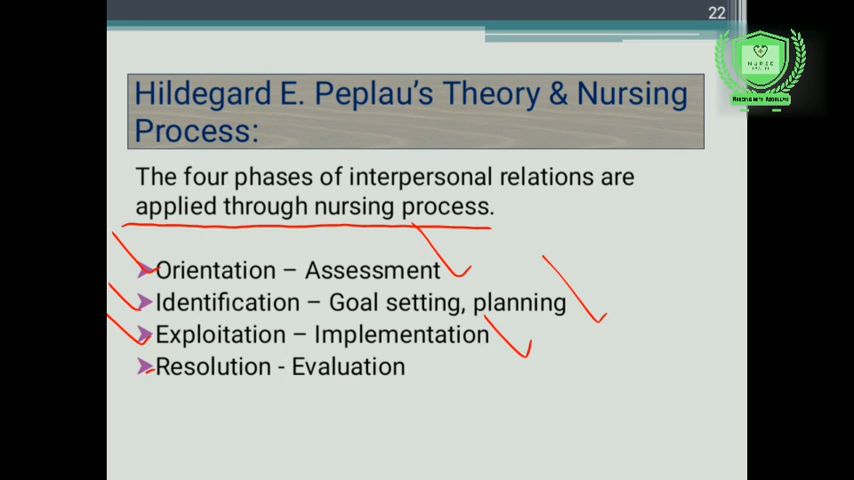 22
NURSE
Hildegard E. Peplau's Theory & Nursing
Process:
The four phases of interpersonal relations are
applied through nursing process.
Orientation – Assessment
Identification – Goal setting, planning
Exploitation – Implementation
Resolution - Evaluation